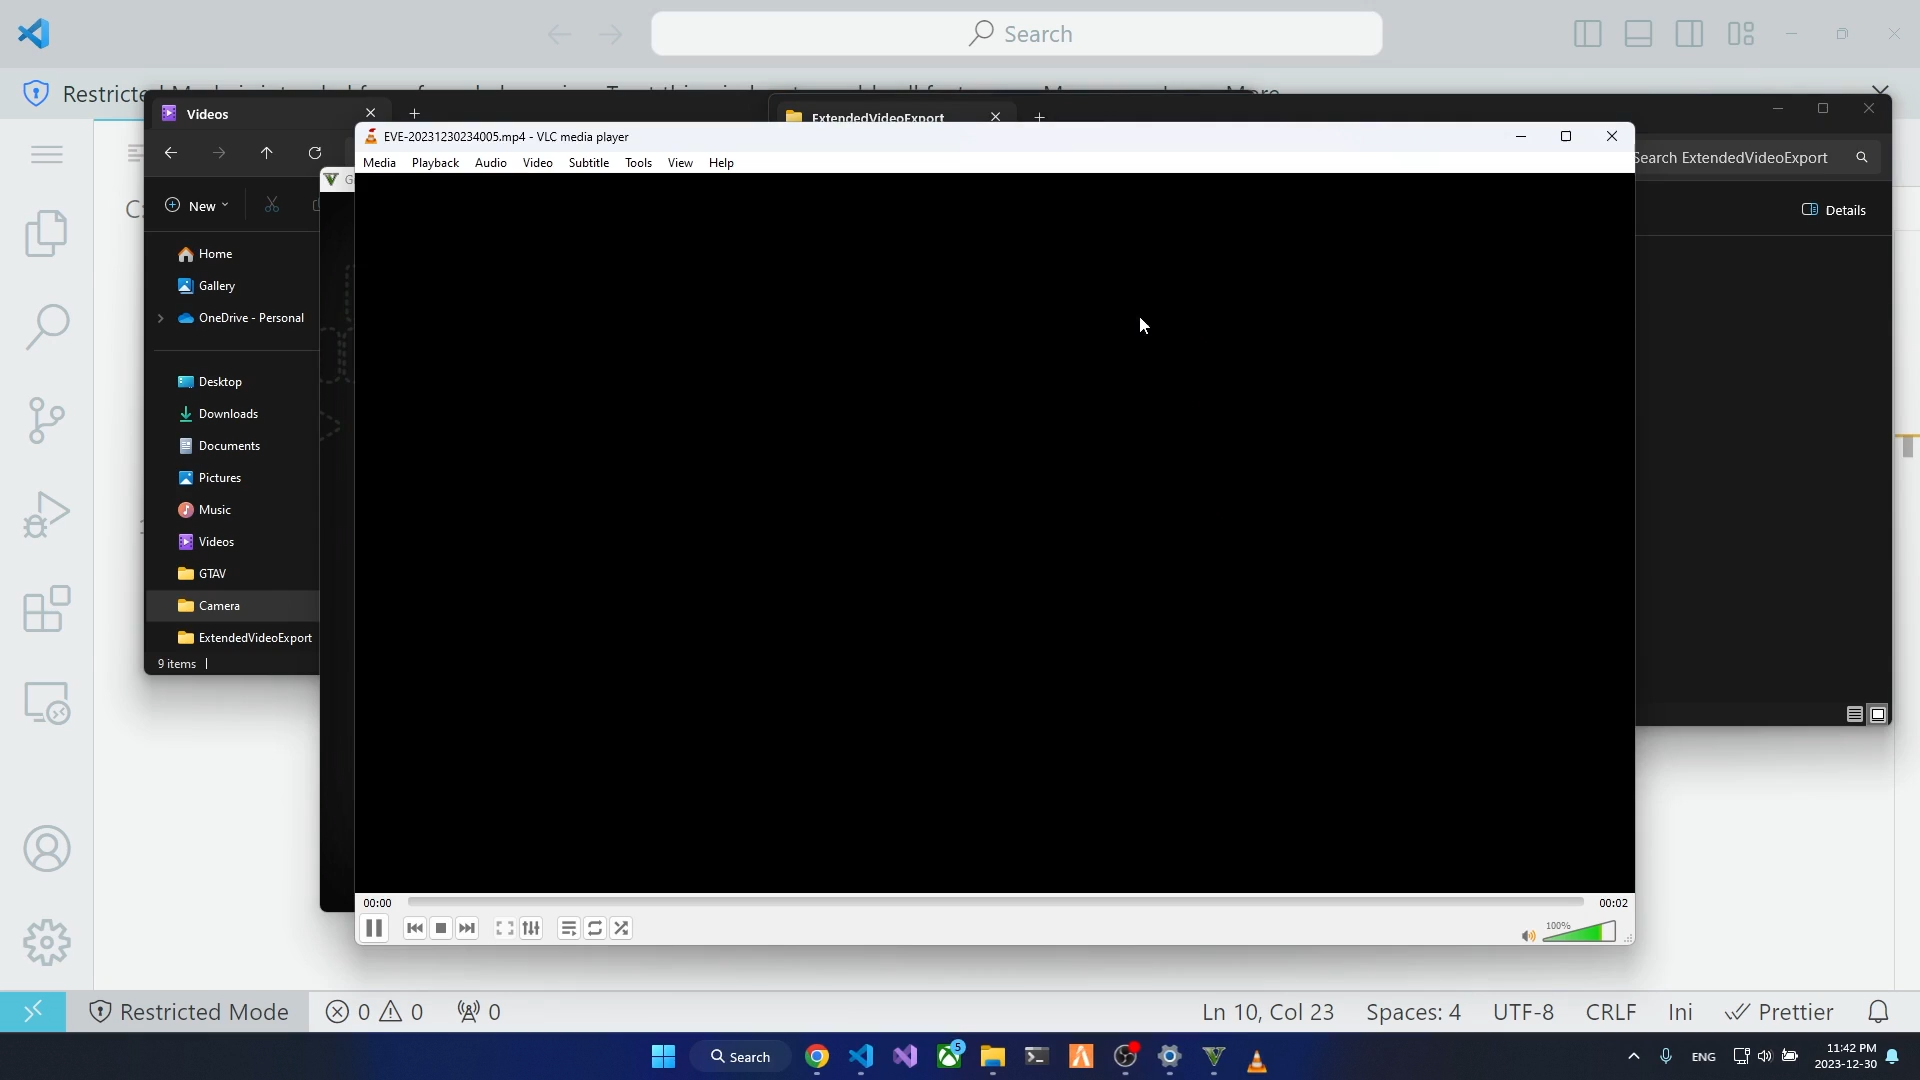 Search
Videos
ExtendedVideoExport
EVE-20231230234005.mp4 - VLC media player
Media Playback Audio Video Subtitle Tools View Help
Search ExtendedVideoExport
New
Details
Home
Gallery
OneDrive - Personal
Desktop
Downloads
Documents
Pictures
Music
Videos
GTAV
Camera
ExtendedVideoExport
9 items
00:00
00:02
100%
Restricted Mode
0 0
0
Ln 10, Col 23
Spaces: 4
UTF-8
CRLF
Ini
Prettier
Search
5
ENG
11:42 PM
2023-12-30